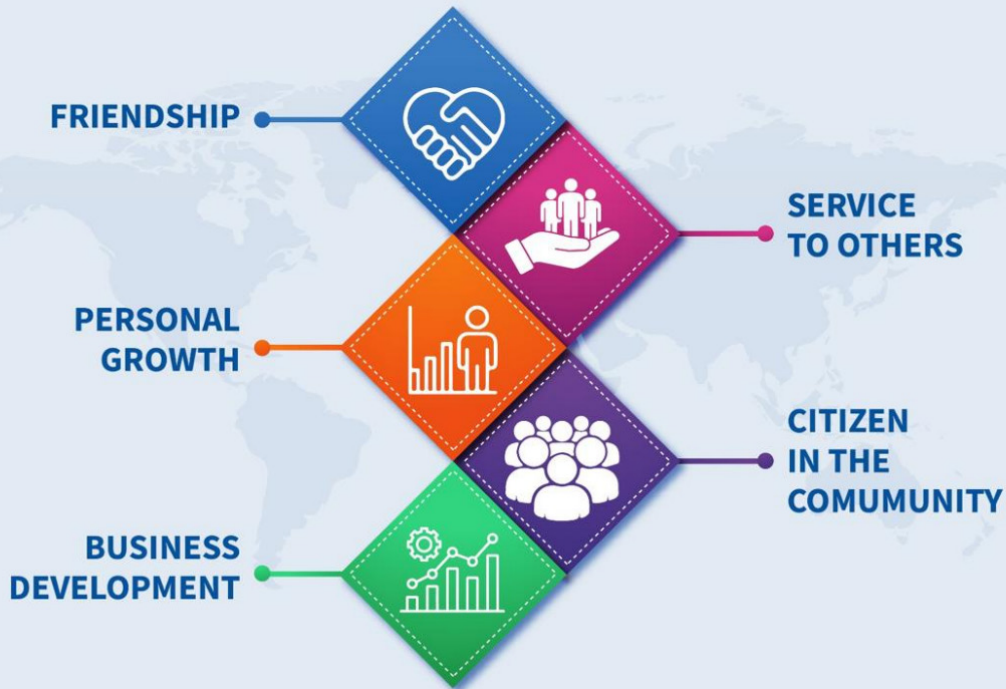 FRIENDSHIP
SERVICE
TO OTHERS
PERSONAL
GROWTH
CITIZEN
IN THE
COMUMUNITY
BUSINESS
DEVELOPMENT